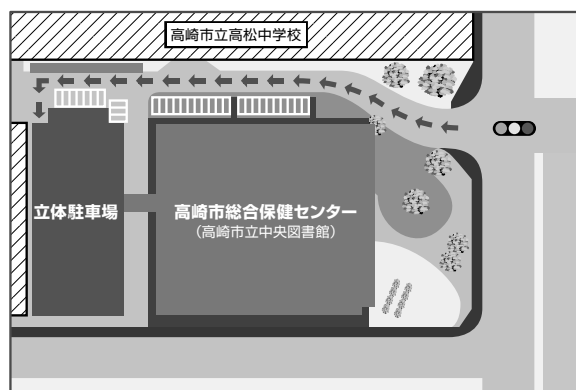 高崎市立高松中学校
立体駐車場
高崎市総合保健センター
（高崎市立中央図書館）